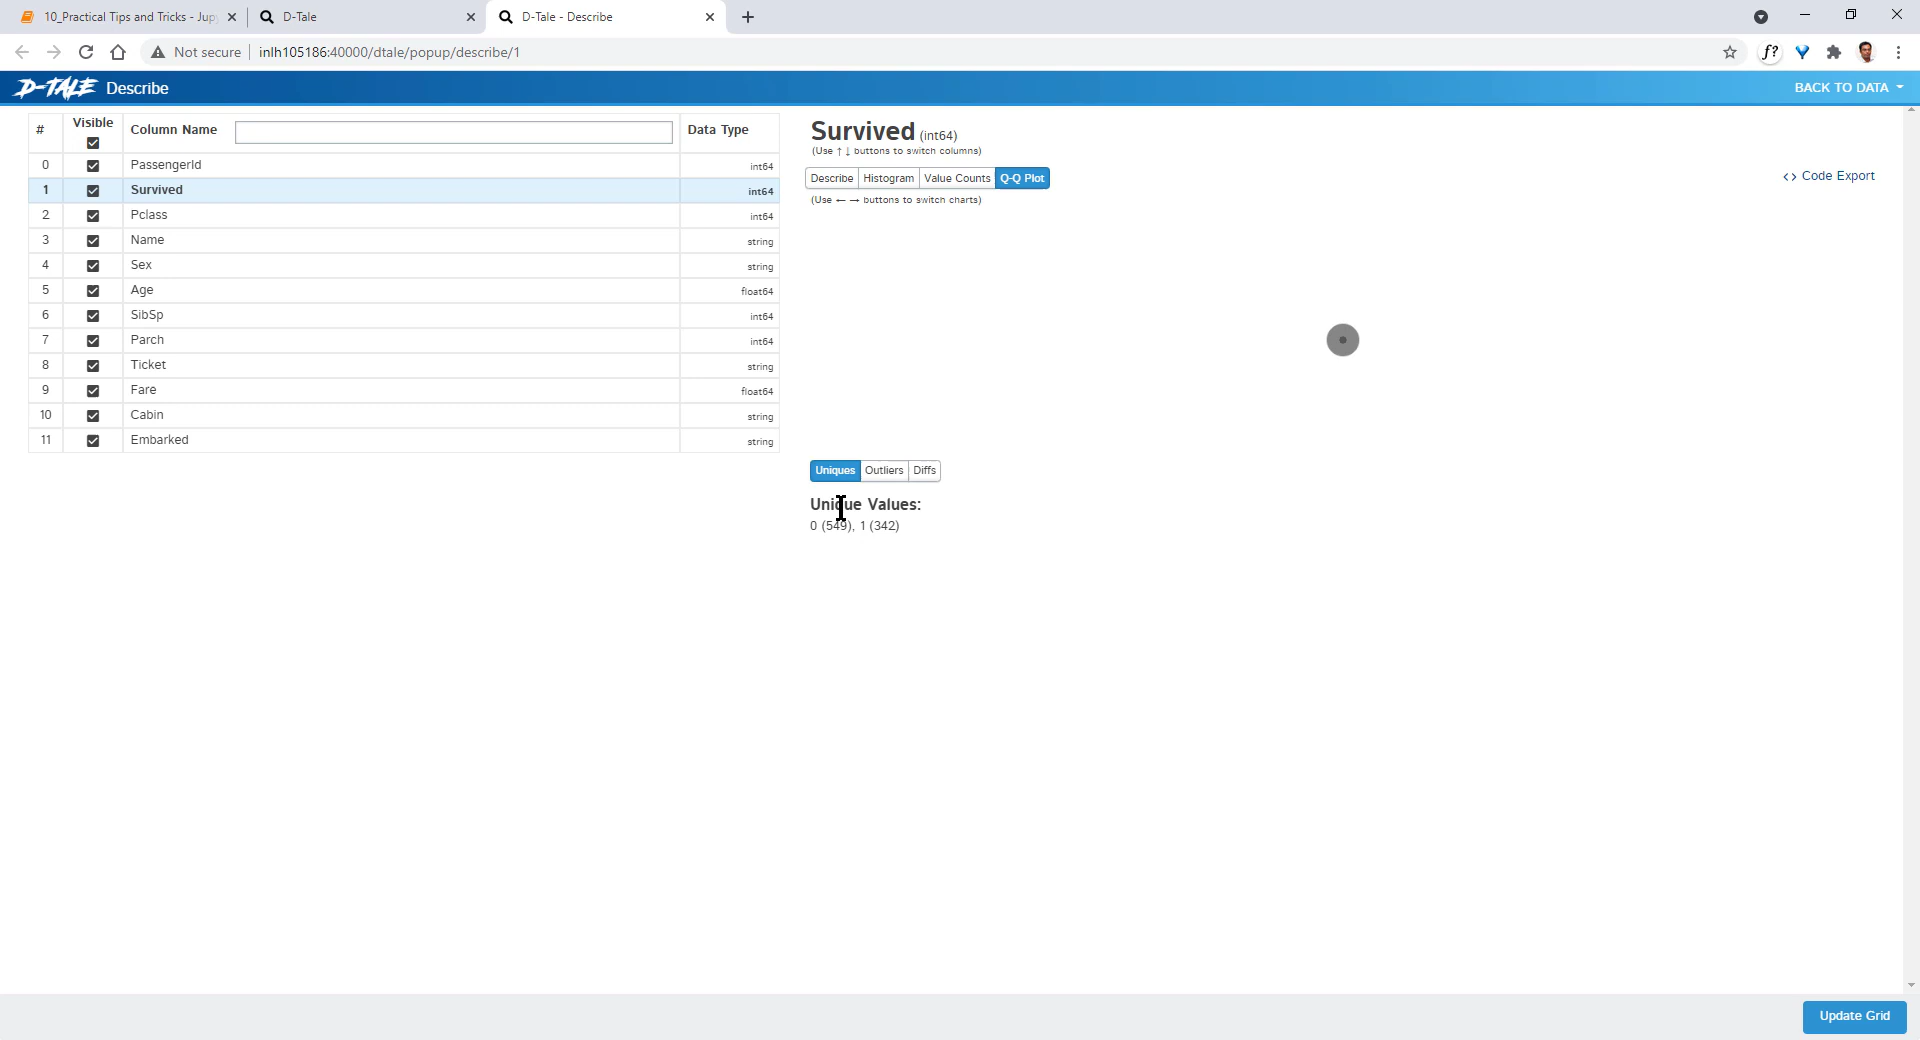 10_Practical Tips and Tricks - Jup
D-Tale
D-Tale - Describe
Not secure inlh105186:40000/dtale/popup/describe/1
f?
D-TALE Describe
BACK TO DATA
# Visible Column Name Data Type
0 PassengerId int64
1 Survived int64
2 Pclass int64
3 Name string
4 Sex string
5 Age float64
6 SibSp int64
7 Parch int64
8 Ticket string
9 Fare float64
10 Cabin string
11 Embarked string
Survived (int64)
(Use ↑ ↓ buttons to switch columns)
Describe Histogram Value Counts Q-Q Plot
<> Code Export
(Use ← → buttons to switch charts)
Uniques Outliers Diffs
Unique Values:
0 (549), 1 (342)
Update Grid